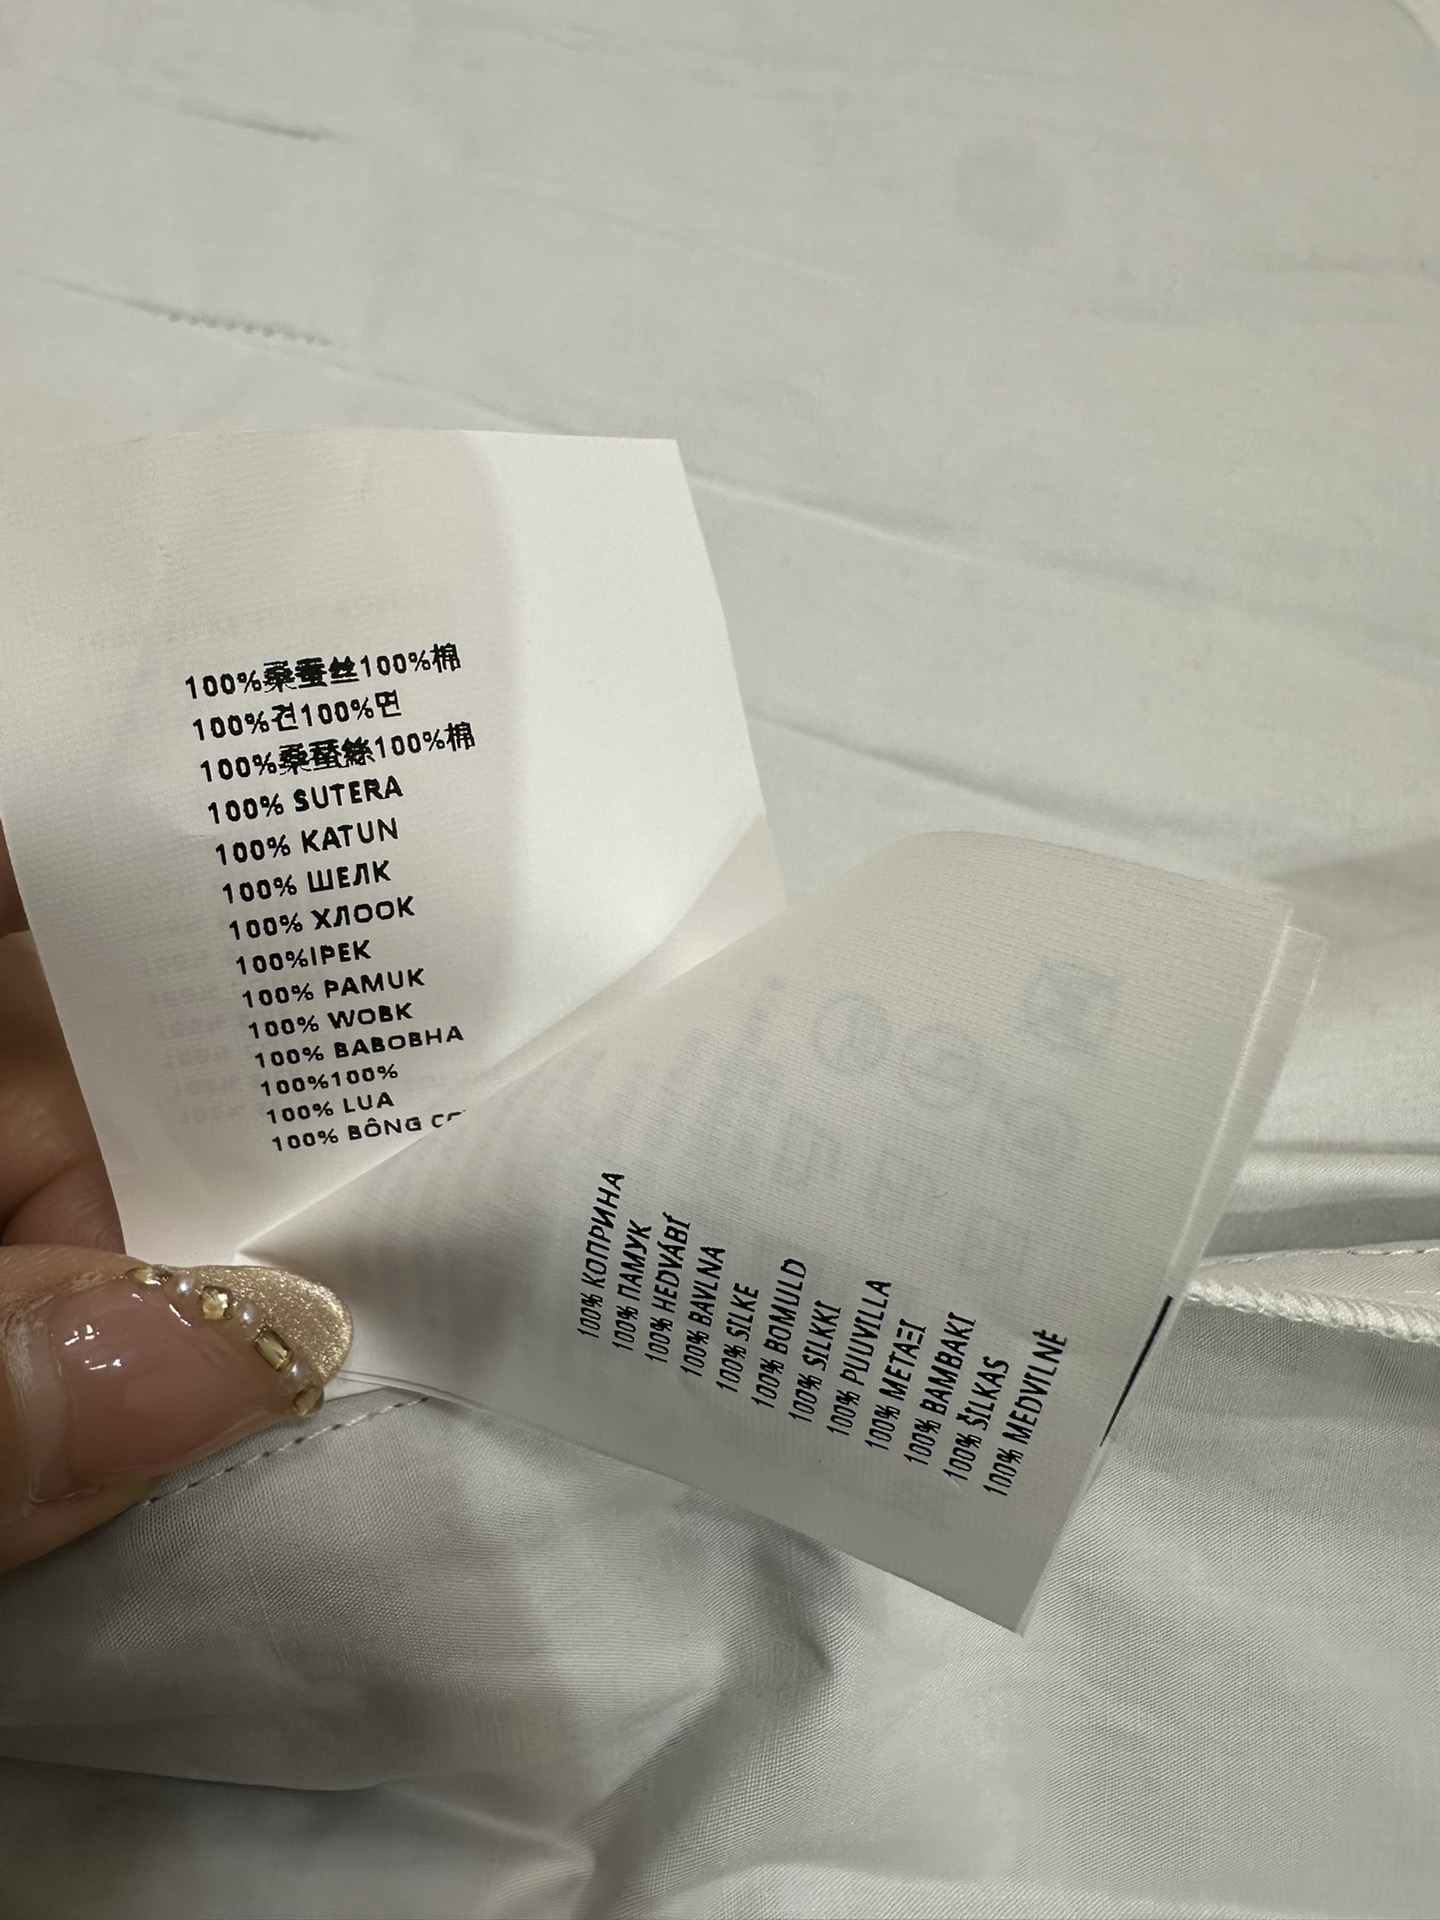 100%桑蚕丝100%棉
100%견100%면
100%桑蠶絲100%棉
100% SUTERA
100% KATUN
100% ШЕЛК
100% ХЛООК
100%IPEK
100% PAMUK
100% WOBK
100% BABOBHA
100%100%
100% LUA
100% BÔNG
100% КОПРИНА
100% ПАМУК
100% HEDVÁBÍ
100% BAVLNA
100% SILKE
100% BOMULD
100% SILKKI
100% PUUVILLA
100% ΜΕΤΑΞΙ
100% BAMBAKI
100% ŠILKAS
100% MEDVILNĖ